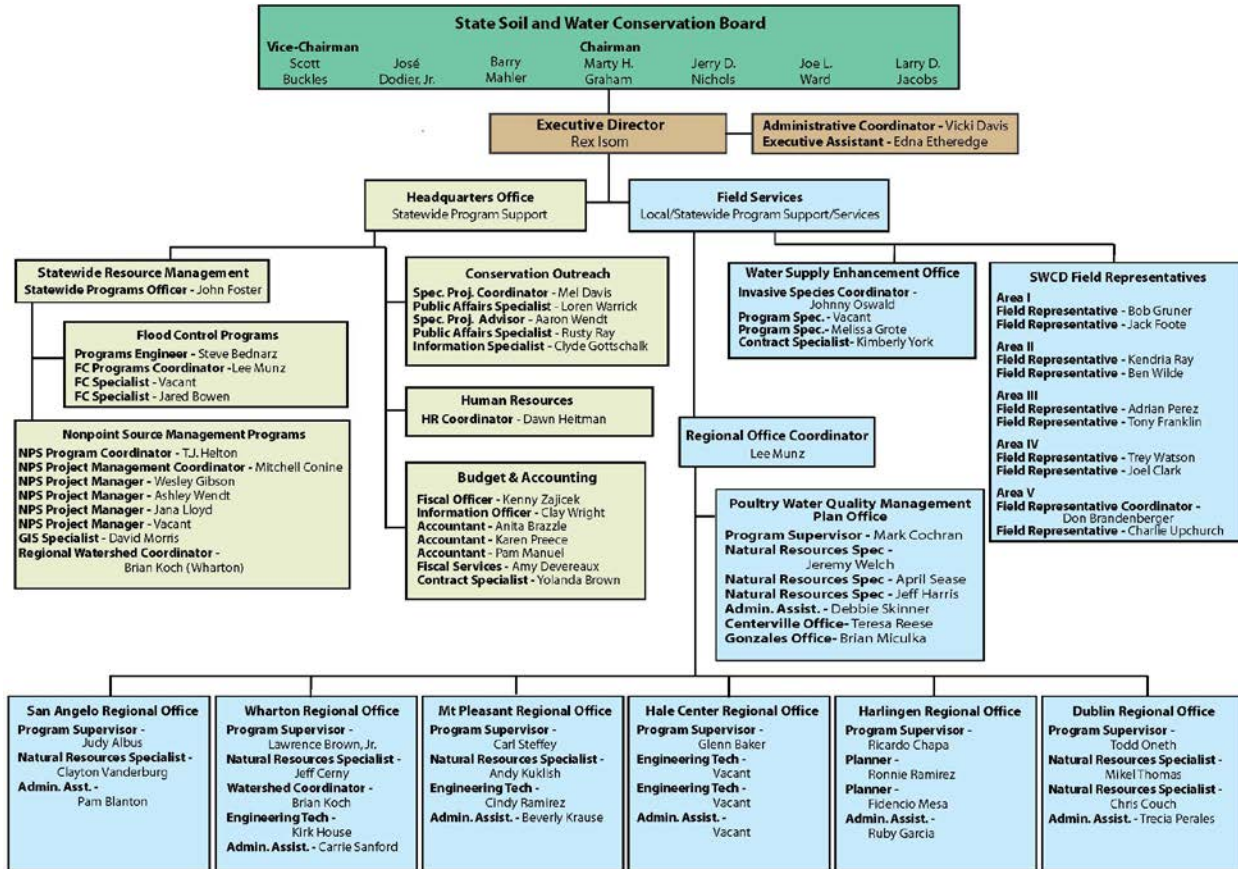 State Soil and Water Conservation Board
Vice-Chairman
Scott
Buckles
José
Dodier, Jr.
Barry
Mahler
Chairman
Marty H.
Graham
Jerry D.
Nichols
Joe L.
Ward
Larry D.
Jacobs
Executive Director
Rex Isom
Administrative Coordinator - Vicki Davis
Executive Assistant - Edna Etheredge
Headquarters Office
Statewide Program Support
Field Services
Local/Statewide Program Support/Services
Statewide Resource Management
Statewide Programs Officer - John Foster
Flood Control Programs
Programs Engineer - Steve Bednarz
FC Programs Coordinator -Lee Munz
FC Specialist - Vacant
FC Specialist - Jared Bowen
Nonpoint Source Management Programs
NPS Program Coordinator - T.J. Helton
NPS Project Management Coordinator - Mitchell Conine
NPS Project Manager - Wesley Gibson
NPS Project Manager - Ashley Wendt
NPS Project Manager - Jana Lloyd
NPS Project Manager - Vacant
GIS Specialist - David Morris
Regional Watershed Coordinator -
Brian Koch (Wharton)
Conservation Outreach
Spec. Proj. Coordinator - Mel Davis
Public Affairs Specialist - Loren Warrick
Spec. Proj. Advisor - Aaron Wendt
Public Affairs Specialist - Rusty Ray
Information Specialist - Clyde Gottschalk
Human Resources
HR Coordinator - Dawn Heitman
Budget & Accounting
Fiscal Officer - Kenny Zajicek
Information Officer - Clay Wright
Accountant - Anita Brazzle
Accountant - Karen Preece
Accountant - Pam Manuel
Fiscal Services - Amy Devereaux
Contract Specialist - Yolanda Brown
Water Supply Enhancement Office
Invasive Species Coordinator -
Johnny Oswald
Program Spec.- Vacant
Program Spec.- Melissa Grote
Contract Specialist- Kimberly York
SWCD Field Representatives
Area I
Field Representative - Bob Gruner
Field Representative - Jack Foote
Area II
Field Representative - Kendria Ray
Field Representative - Ben Wilde
Area III
Field Representative - Adrian Perez
Field Representative - Tony Franklin
Area IV
Field Representative - Trey Watson
Field Representative - Joel Clark
Area V
Field Representative Coordinator -
Don Brandenberger
Field Representative - Charlie Upchurch
Regional Office Coordinator
Lee Munz
Poultry Water Quality Management
Plan Office
Program Supervisor - Mark Cochran
Natural Resources Spec -
Jeremy Welch
Natural Resources Spec - April Sease
Natural Resources Spec - Jeff Harris
Admin. Assist. - Debbie Skinner
Centerville Office- Teresa Reese
Gonzales Office- Brian Miculka
San Angelo Regional Office
Program Supervisor -
Judy Albus
Natural Resources Specialist -
Clayton Vanderburg
Admin. Asst. -
Pam Blanton
Wharton Regional Office
Program Supervisor -
Lawrence Brown, Jr.
Natural Resources Specialist -
Jeff Cerny
Watershed Coordinator -
Brian Koch
Engineering Tech -
Kirk House
Admin. Assist. - Carrie Sanford
Mt Pleasant Regional Office
Program Supervisor -
Carl Steffey
Natural Resources Specialist -
Andy Kuklish
Engineering Tech -
Cindy Ramirez
Admin. Assist. - Beverly Krause
Hale Center Regional Office
Program Supervisor -
Glenn Baker
Engineering Tech -
Vacant
Engineering Tech -
Vacant
Admin. Assist. -
Vacant
Harlingen Regional Office
Program Supervisor -
Ricardo Chapa
Planner -
Ronnie Ramirez
Planner -
Fidencio Mesa
Admin. Assist. -
Ruby Garcia
Dublin Regional Office
Program Supervisor -
Todd Oneth
Natural Resources Specialist -
Mikel Thomas
Natural Resources Specialist -
Chris Couch
Admin. Assist. - Trecia Perales